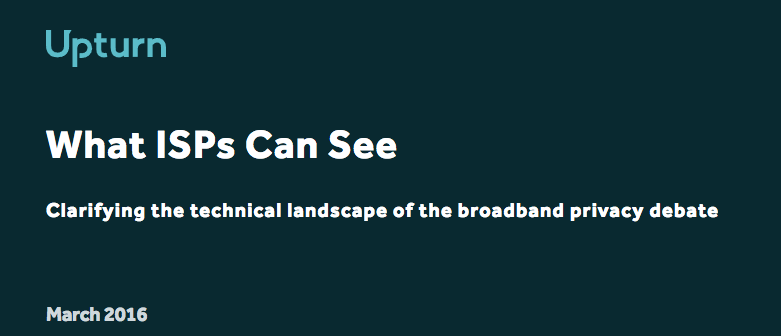 Upturn
What ISPs Can See
Clarifying the technical landscape of the broadband privacy debate
March 2016